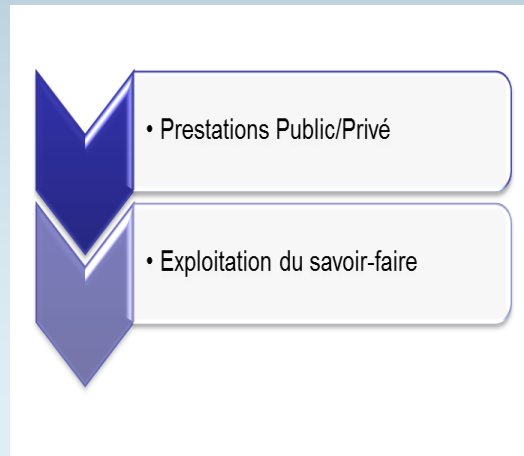 • Prestations Public/Privé
• Exploitation du savoir-faire